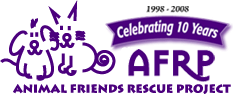 1998 - 2008
Celebrating 10 Years
AFRP
ANIMAL FRIENDS RESCUE PROJECT